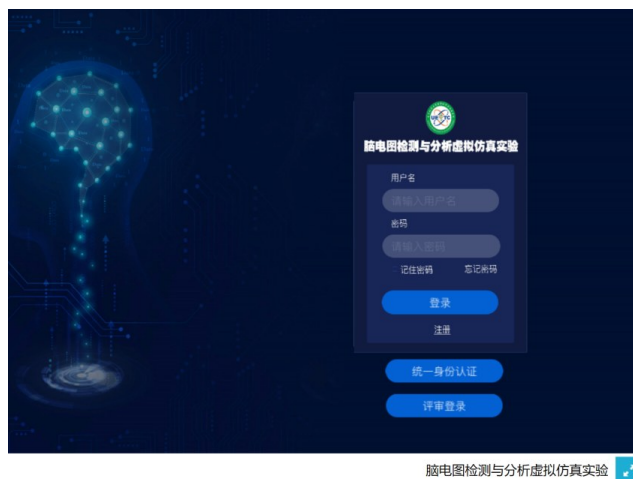 脑电图检测与分析虚拟仿真实验
用户名
请输入用户名
密码
请输入密码
记住密码 忘记密码
登录
注册
统一身份认证
评审登录
脑电图检测与分析虚拟仿真实验